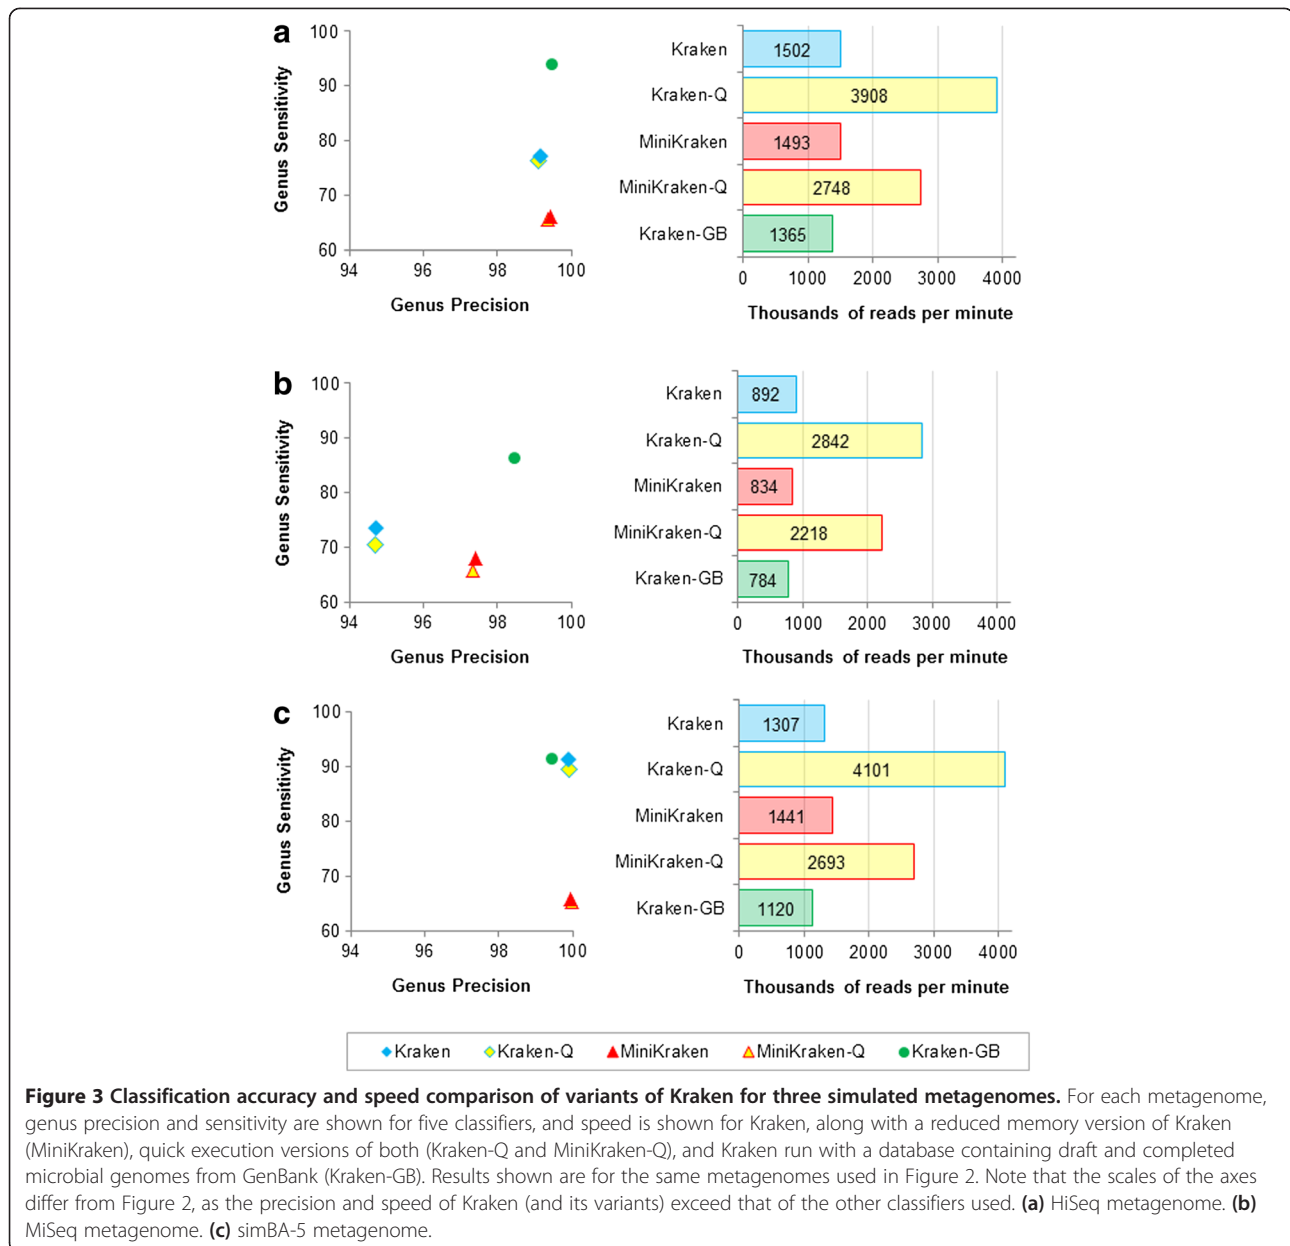 a
100
90
80
70
60
94
96
98
100
Genus Sensitivity
Genus Precision
Kraken
1502
Kraken-Q
3908
MiniKraken
1493
MiniKraken-Q
2748
Kraken-GB
1365
0
1000
2000
3000
4000
Thousands of reads per minute
b
100
90
80
70
60
94
96
98
100
Genus Sensitivity
Genus Precision
Kraken
892
Kraken-Q
2842
MiniKraken
834
MiniKraken-Q
2218
Kraken-GB
784
0
1000
2000
3000
4000
Thousands of reads per minute
c
100
90
80
70
60
94
96
98
100
Genus Sensitivity
Genus Precision
Kraken
1307
Kraken-Q
4101
MiniKraken
1441
MiniKraken-Q
2693
Kraken-GB
1120
0
1000
2000
3000
4000
Thousands of reads per minute
Kraken Kraken-Q MiniKraken MiniKraken-Q Kraken-GB
Figure 3 Classification accuracy and speed comparison of variants of Kraken for three simulated metagenomes. For each metagenome,
genus precision and sensitivity are shown for five classifiers, and speed is shown for Kraken, along with a reduced memory version of Kraken
(MiniKraken), quick execution versions of both (Kraken-Q and MiniKraken-Q), and Kraken run with a database containing draft and completed
microbial genomes from GenBank (Kraken-GB). Results shown are for the same metagenomes used in Figure 2. Note that the scales of the axes
differ from Figure 2, as the precision and speed of Kraken (and its variants) exceed that of the other classifiers used. (a) HiSeq metagenome. (b)
MiSeq metagenome. (c) simBA-5 metagenome.